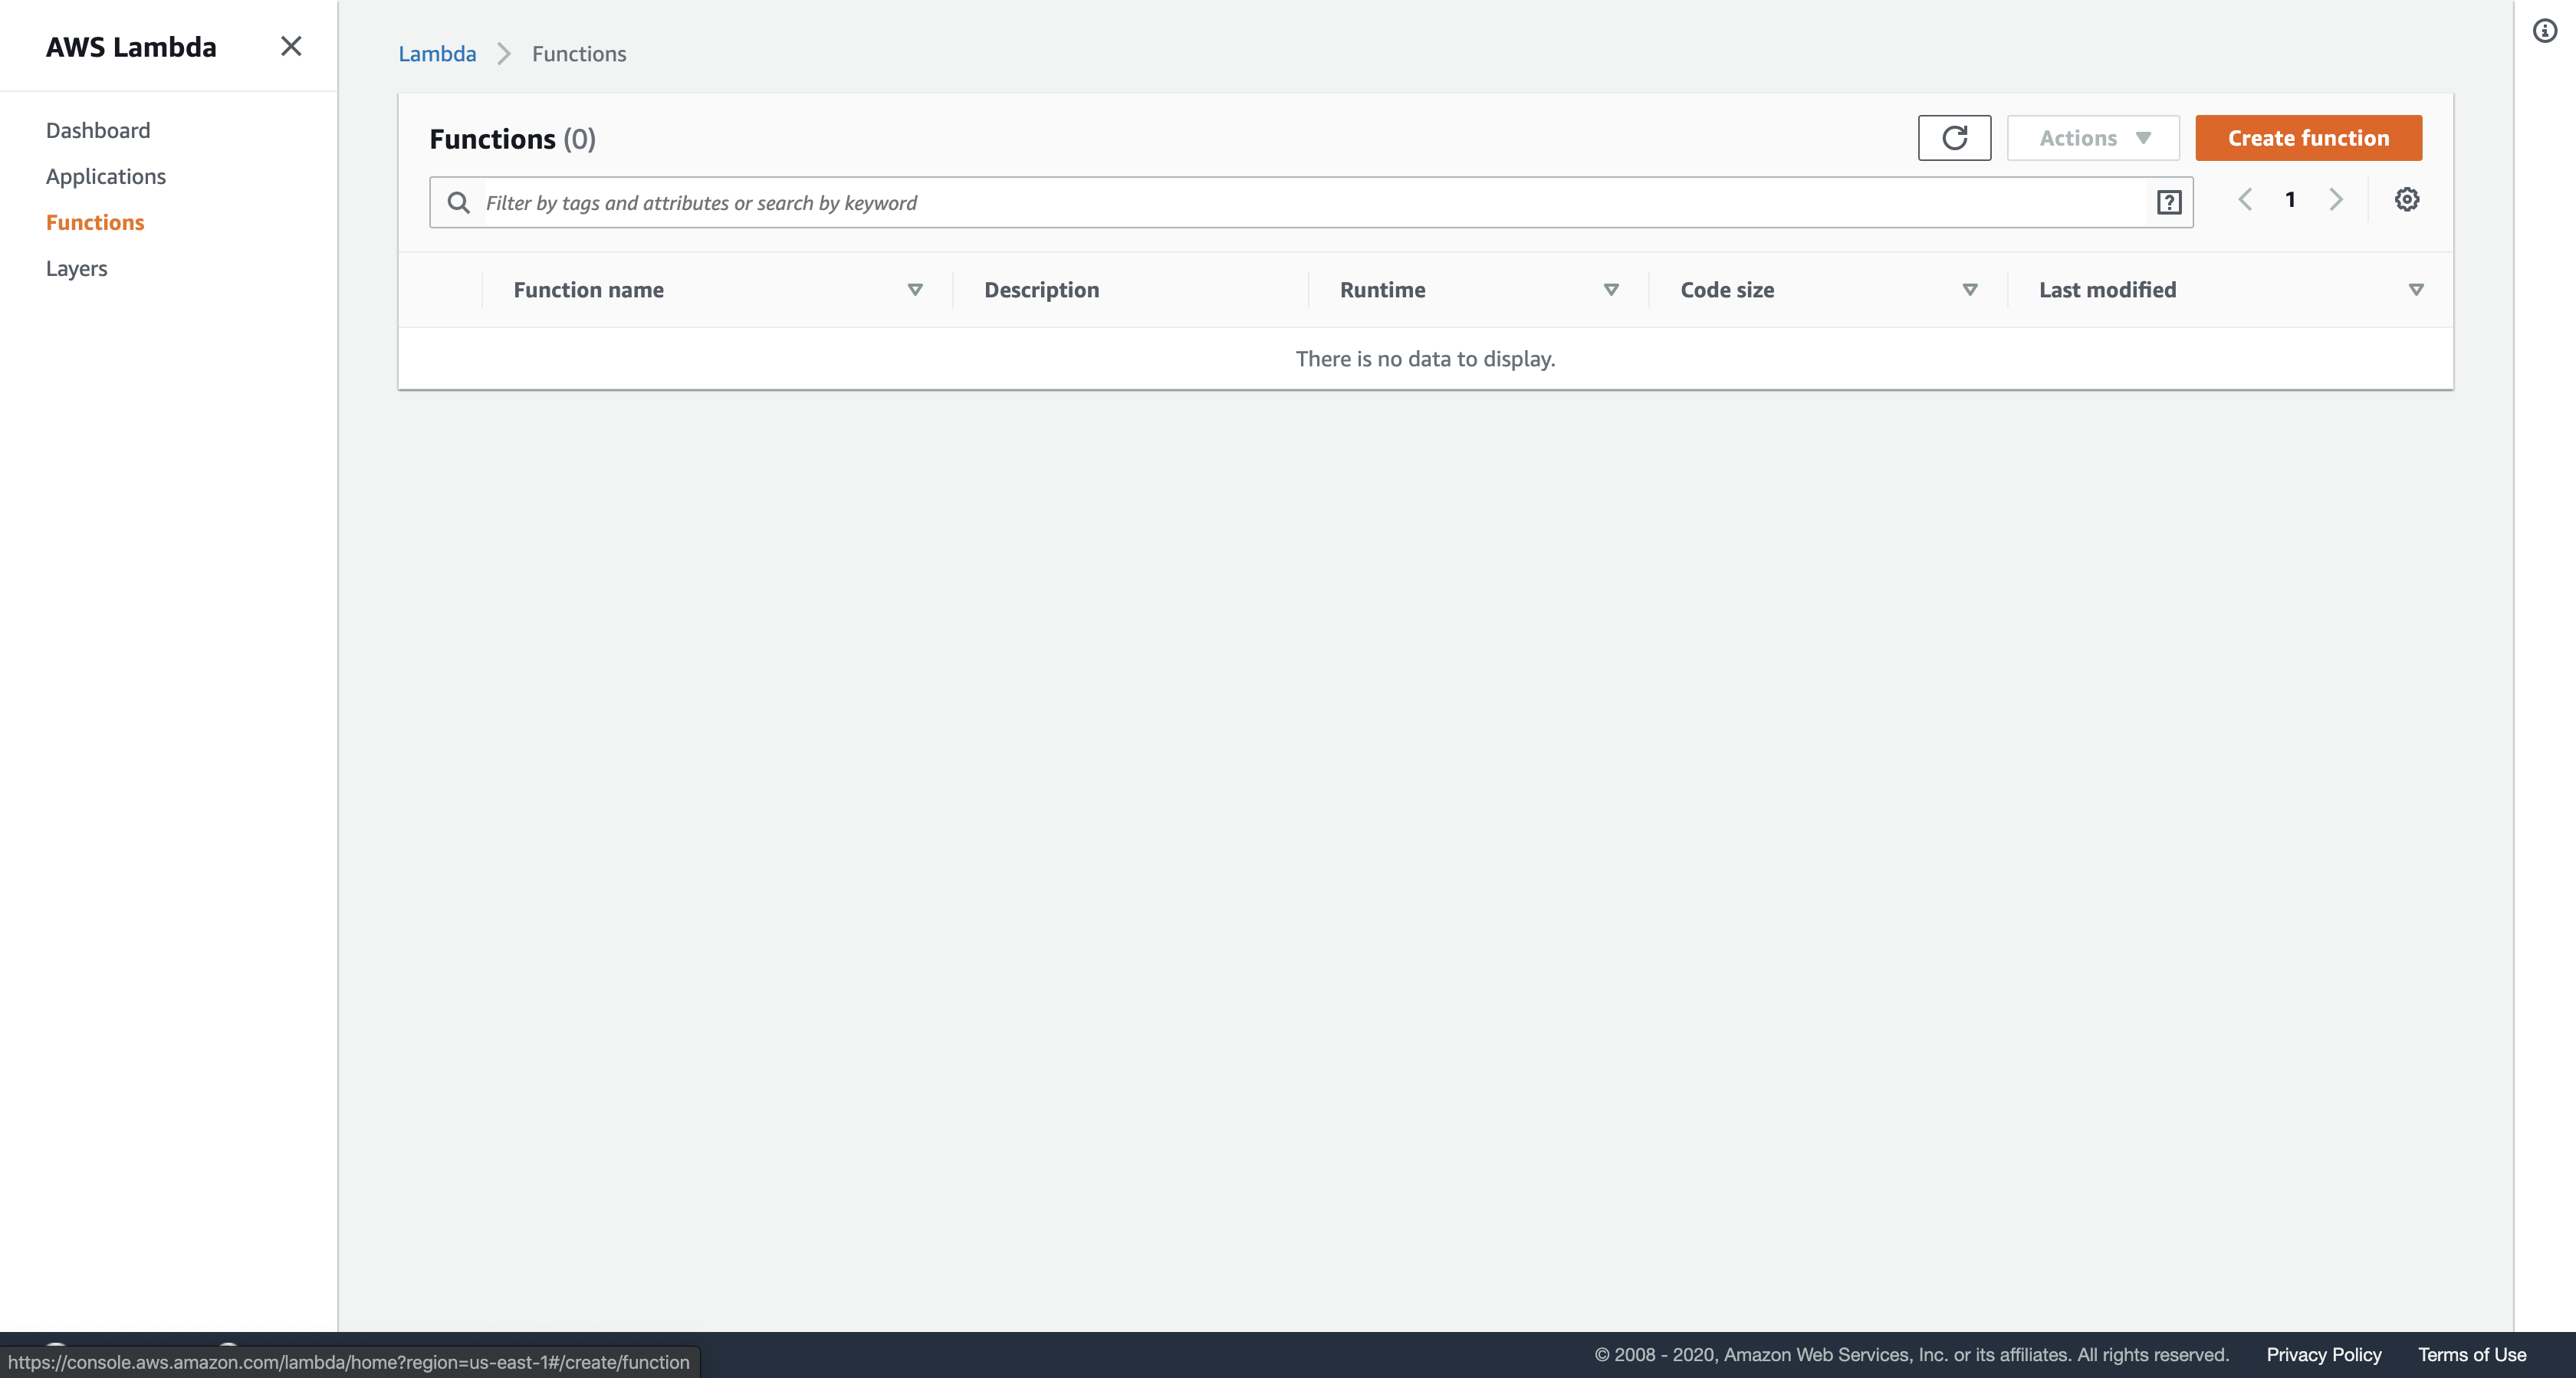 AWS Lambda
Dashboard
Applications
Functions
Layers
Lambda Functions
Functions (0)
Actions
Create function
Filter by tags and attributes or search by keyword
1
Function name Description Runtime Code size Last modified
There is no data to display.
https://console.aws.amazon.com/lambda/home?region=us-east-1#/create/function
© 2008 - 2020, Amazon Web Services, Inc. or its affiliates. All rights reserved. Privacy Policy Terms of Use